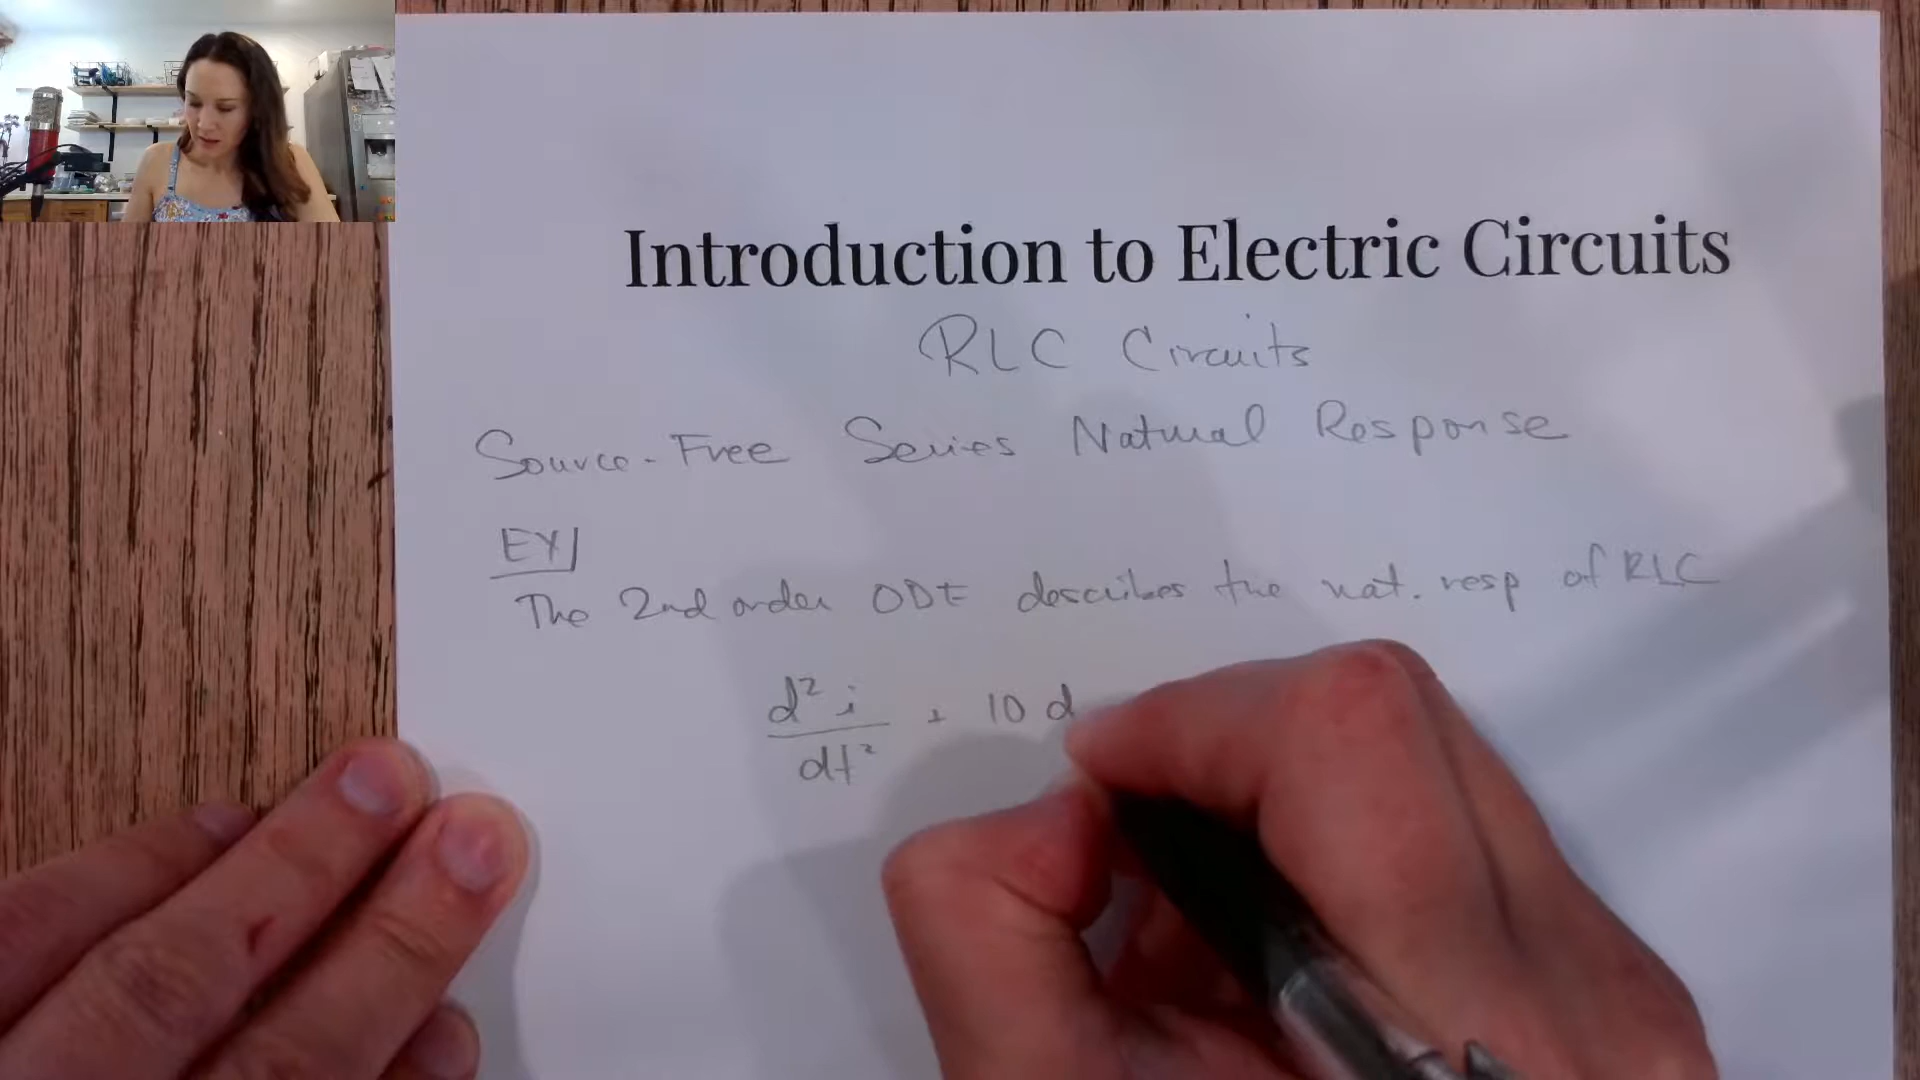 Introduction to Electric Circuits
RLC Circuits
Source-Free Series Natural Response
EX
The 2nd order ODE describes the nat. resp of RLC
d² i + 10 d
dt²